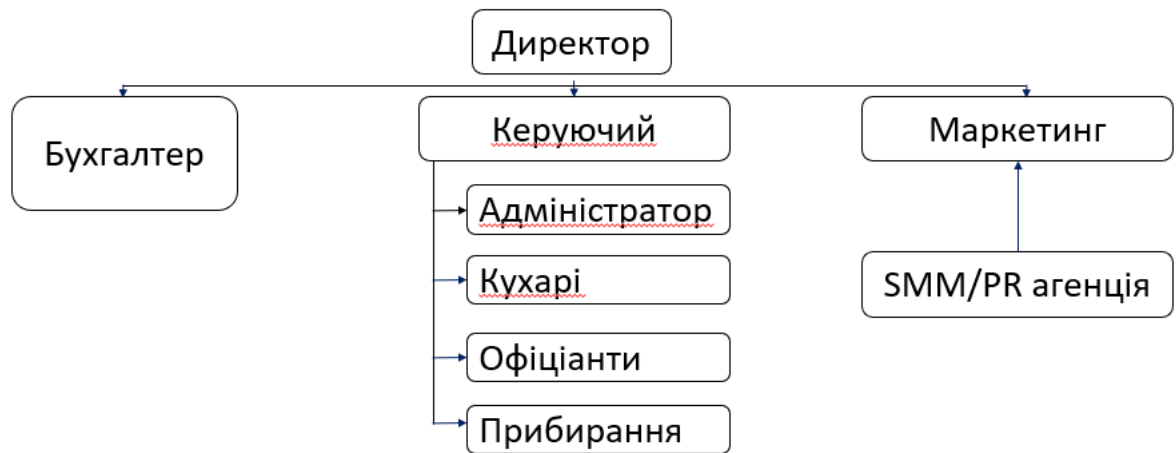 Директор
Бухгалтер
Керуючий
Маркетинг
Адміністратор
Кухарі
SMM/PR агенція
Офіціанти
Прибирання